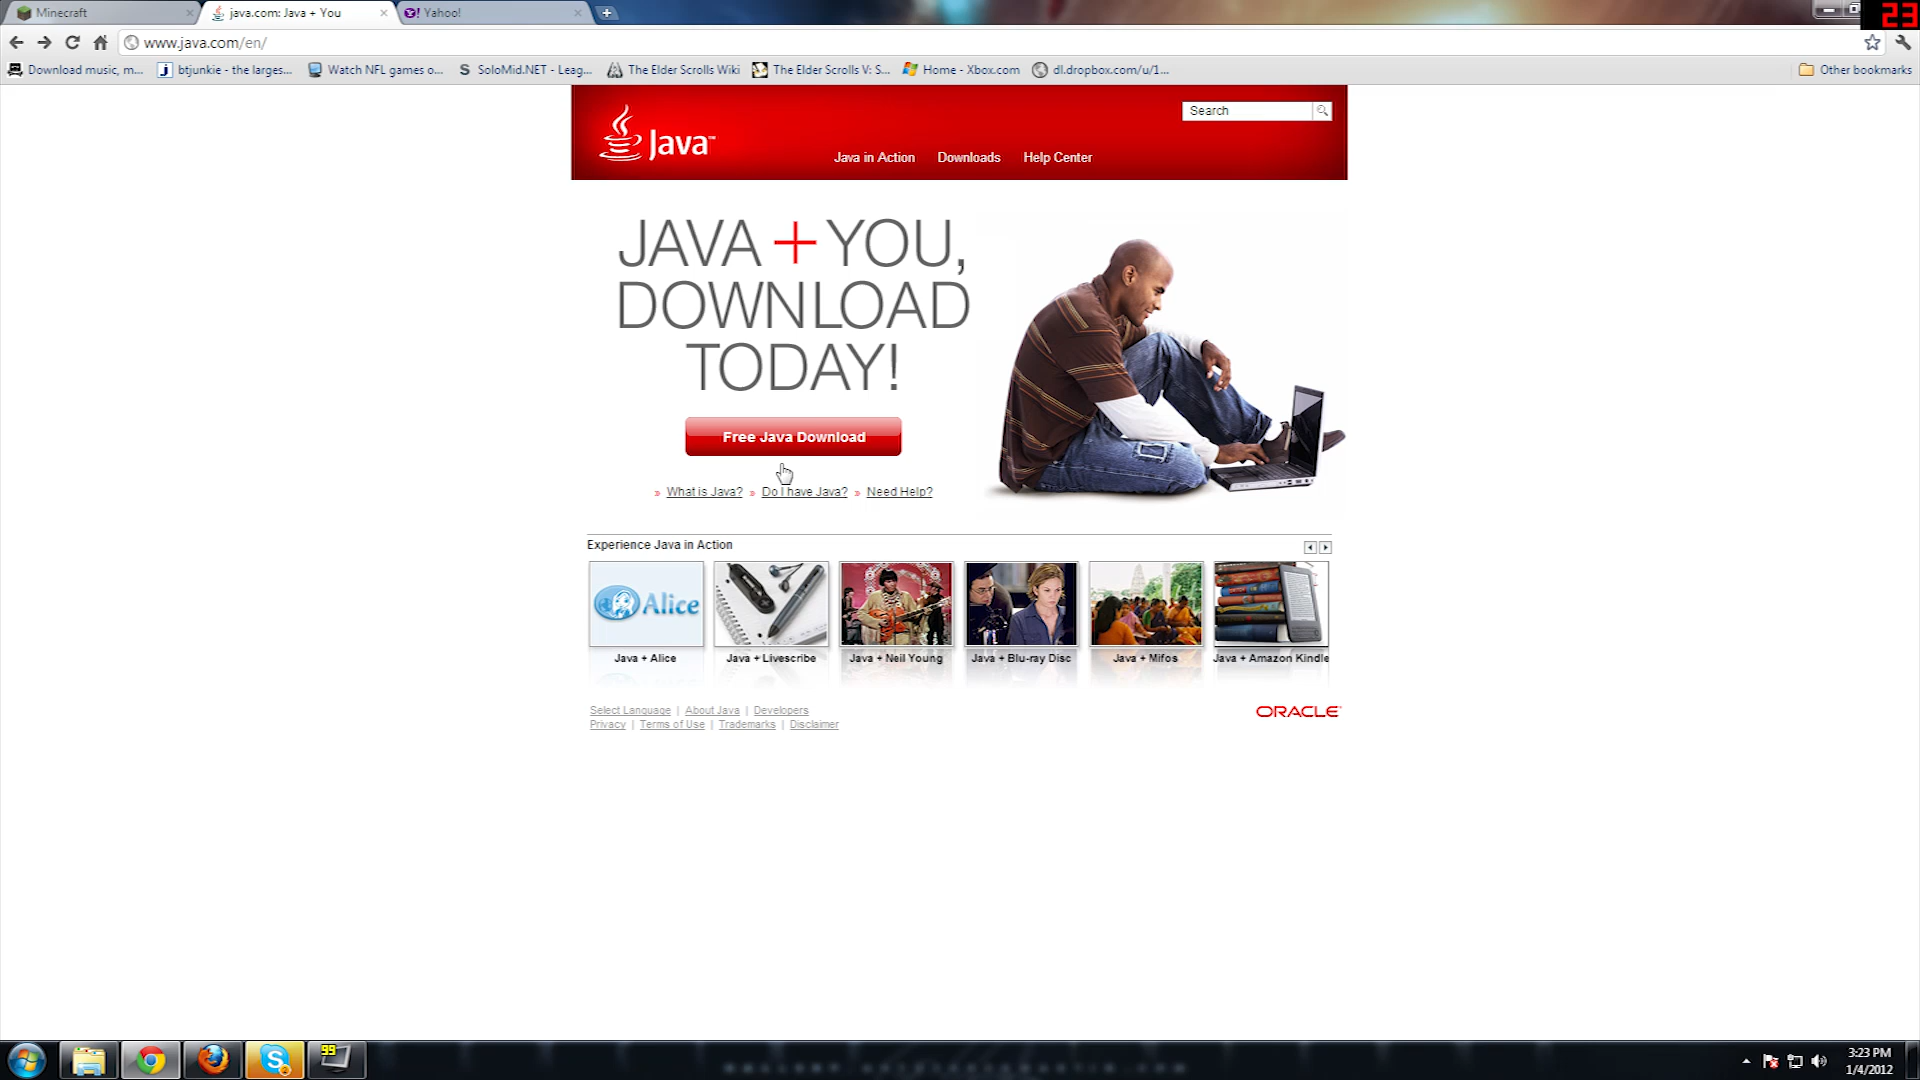 Minecraft
java.com: Java + You
Yahoo!
23
www.java.com/en/
Download music, m...
btjunkie - the larges...
Watch NFL games o...
SoloMid.NET - Leag...
The Elder Scrolls Wiki
The Elder Scrolls V: S...
Home - Xbox.com
dl.dropbox.com/u/1...
Other bookmarks
Java™
Search
Java in Action
Downloads
Help Center
JAVA + YOU,
DOWNLOAD
TODAY!
Free Java Download
» What is Java? » Do I have Java? » Need Help?
Experience Java in Action
Alice
Java + Alice
Java + Livescribe
Java + Neil Young
Java + Blu-ray Disc
Java + Mifos
Java + Amazon Kindle
Select Language | About Java | Developers
Privacy | Terms of Use | Trademarks | Disclaimer
ORACLE
99
3:23 PM
1/4/2012